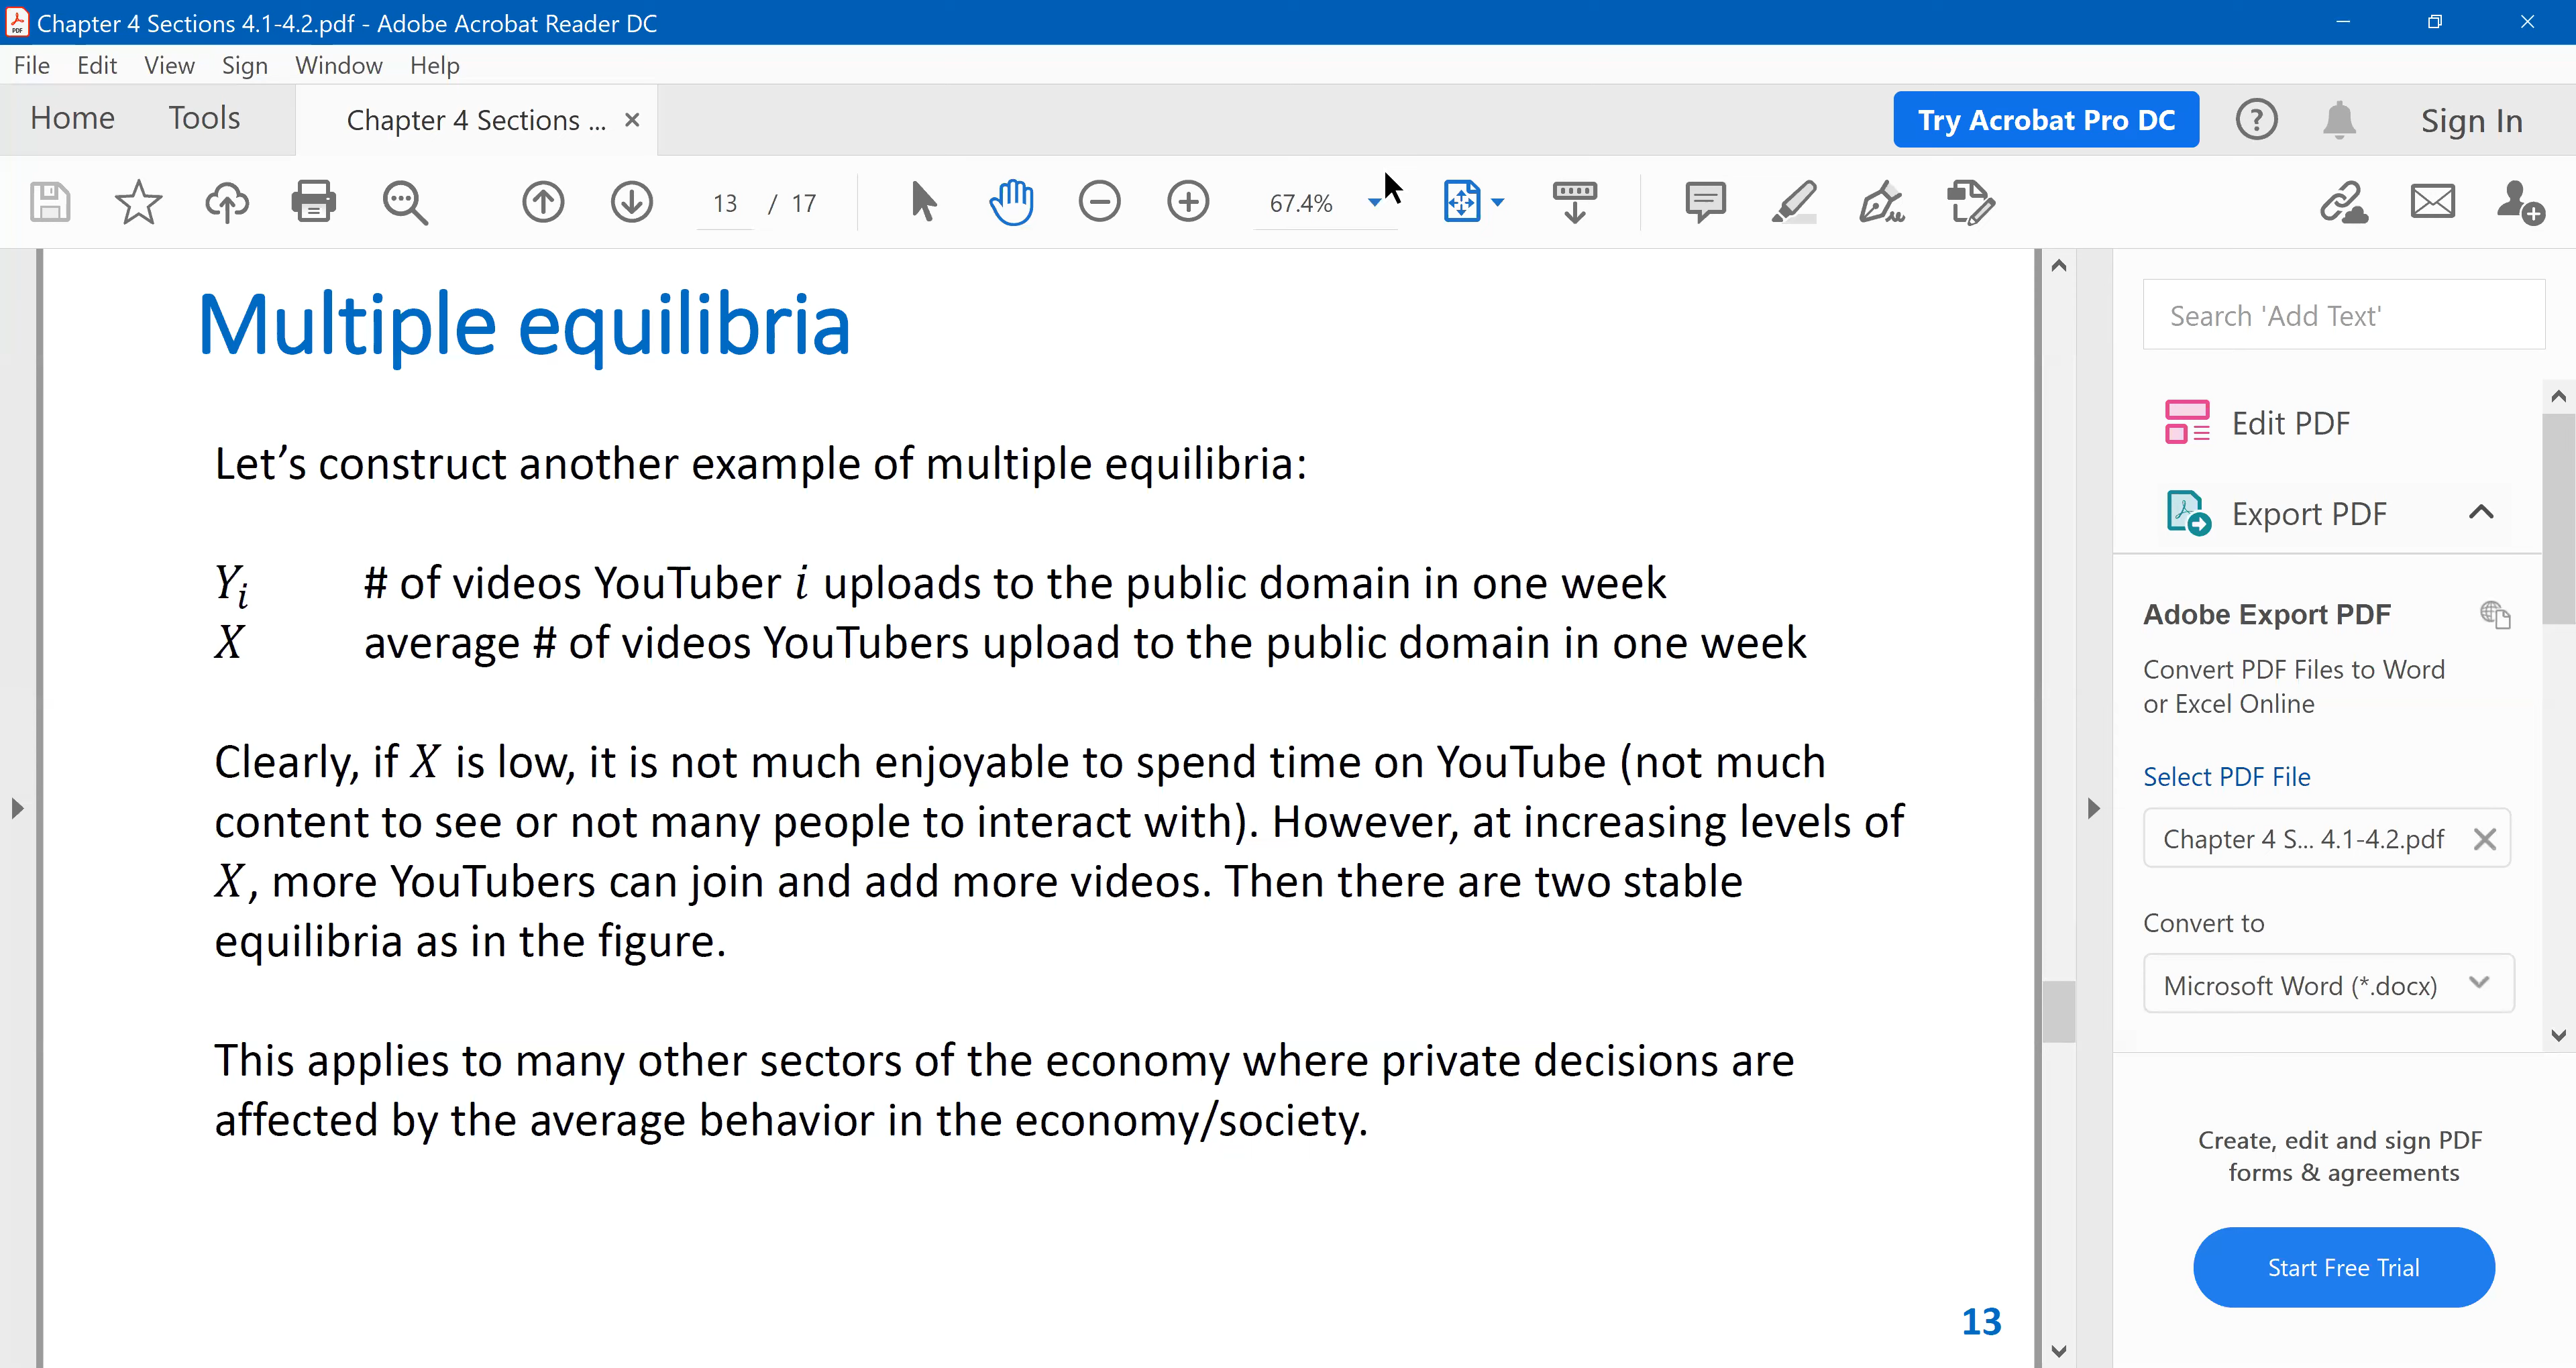 Chapter 4 Sections 4.1-4.2.pdf - Adobe Acrobat Reader DC
File Edit View Sign Window Help
Home Tools Chapter 4 Sections ... Try Acrobat Pro DC Sign In
13 / 17 67.4%
Multiple equilibria
Let's construct another example of multiple equilibria:
Yᵢ # of videos YouTuber i uploads to the public domain in one week
X average # of videos YouTubers upload to the public domain in one week
Clearly, if X is low, it is not much enjoyable to spend time on YouTube (not much
content to see or not many people to interact with). However, at increasing levels of
X, more YouTubers can join and add more videos. Then there are two stable
equilibria as in the figure.
This applies to many other sectors of the economy where private decisions are
affected by the average behavior in the economy/society.
13
Search 'Add Text'
Edit PDF
Export PDF
Adobe Export PDF
Convert PDF Files to Word
or Excel Online
Select PDF File
Chapter 4 S... 4.1-4.2.pdf
Convert to
Microsoft Word (*.docx)
Create, edit and sign PDF
forms & agreements
Start Free Trial